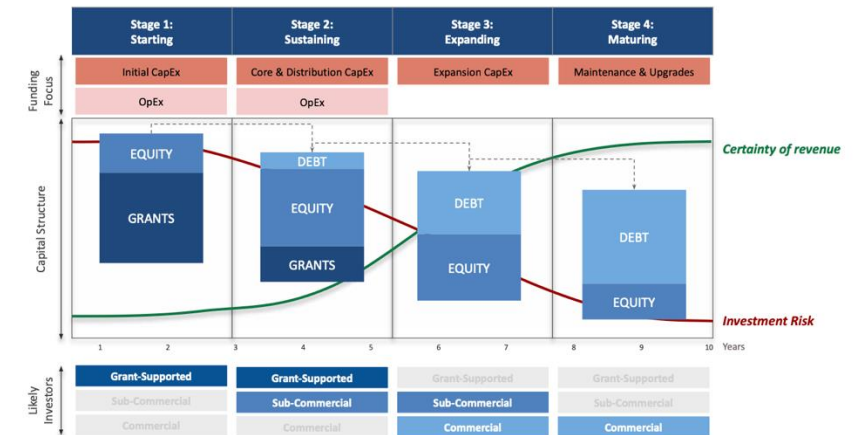 Stage 1:
Starting
Stage 2:
Sustaining
Stage 3:
Expanding
Stage 4:
Maturing
Funding
Focus
Initial CapEx
Core & Distribution CapEx
Expansion CapEx
Maintenance & Upgrades
OpEx
OpEx
Capital Structure
EQUITY
GRANTS
DEBT
EQUITY
GRANTS
DEBT
EQUITY
DEBT
EQUITY
Certainty of revenue
Investment Risk
1 2 3 4 5 6 7 8 9 10 Years
Likely
Investors
Grant-Supported
Grant-Supported
Grant-Supported
Grant-Supported
Sub-Commercial
Sub-Commercial
Sub-Commercial
Sub-Commercial
Commercial
Commercial
Commercial
Commercial